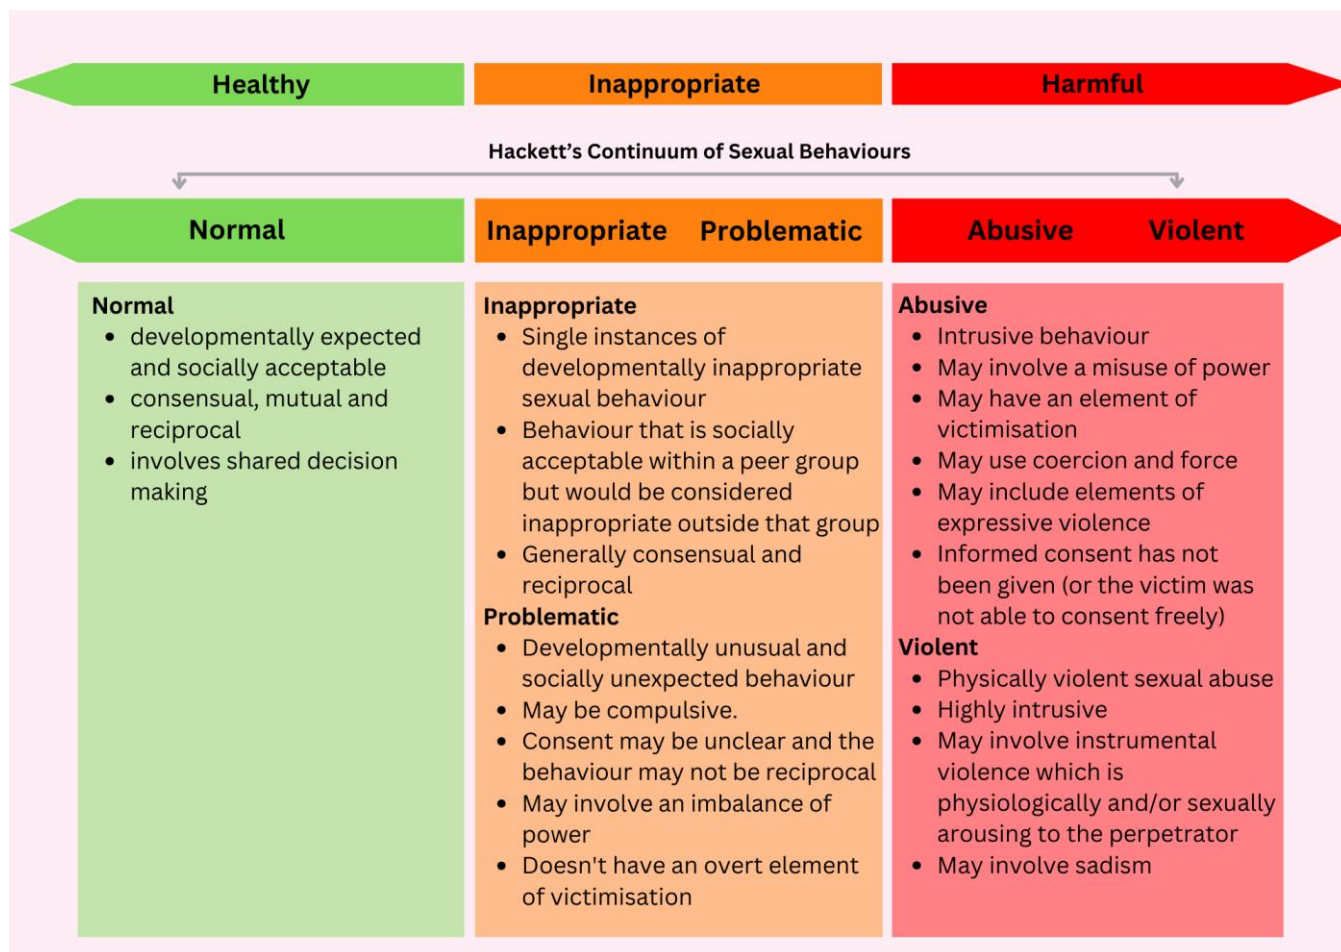 Healthy
Inappropriate
Harmful
Hackett's Continuum of Sexual Behaviours
Normal
Inappropriate Problematic
Abusive Violent
Normal
• developmentally expected
and socially acceptable
• consensual, mutual and
reciprocal
• involves shared decision
making
Inappropriate
• Single instances of
developmentally inappropriate
sexual behaviour
• Behaviour that is socially
acceptable within a peer group
but would be considered
inappropriate outside that group
• Generally consensual and
reciprocal
Problematic
• Developmentally unusual and
socially unexpected behaviour
• May be compulsive.
• Consent may be unclear and the
behaviour may not be reciprocal
• May involve an imbalance of
power
• Doesn't have an overt element
of victimisation
Abusive
• Intrusive behaviour
• May involve a misuse of power
• May have an element of
victimisation
• May use coercion and force
• May include elements of
expressive violence
• Informed consent has not
been given (or the victim was
not able to consent freely)
Violent
• Physically violent sexual abuse
• Highly intrusive
• May involve instrumental
violence which is
physiologically and/or sexually
arousing to the perpetrator
• May involve sadism